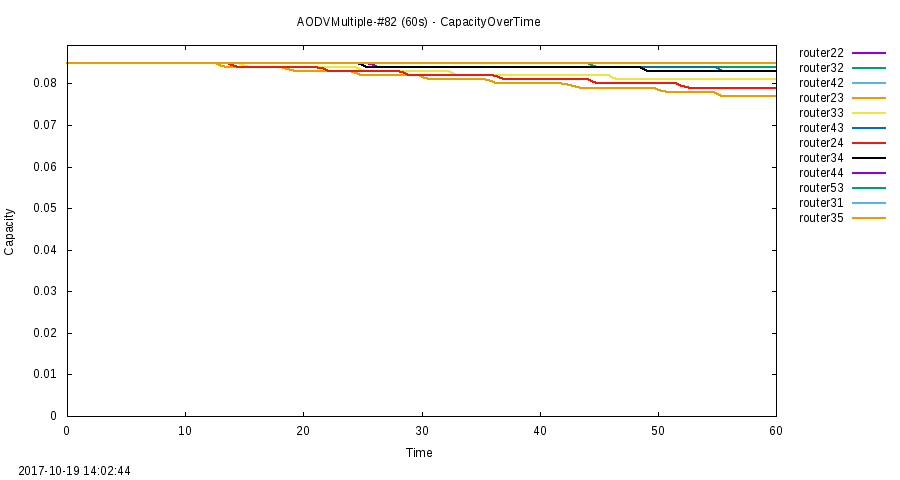 AODVMultiple-#82 (60s) - CapacityOverTime
router22
router32
router42
router23
router33
router43
router24
router34
router44
router53
router31
router35
0.08
0.07
0.06
0.05
0.04
0.03
0.02
0.01
0
Capacity
0 10 20 30 40 50 60
Time
2017-10-19 14:02:44